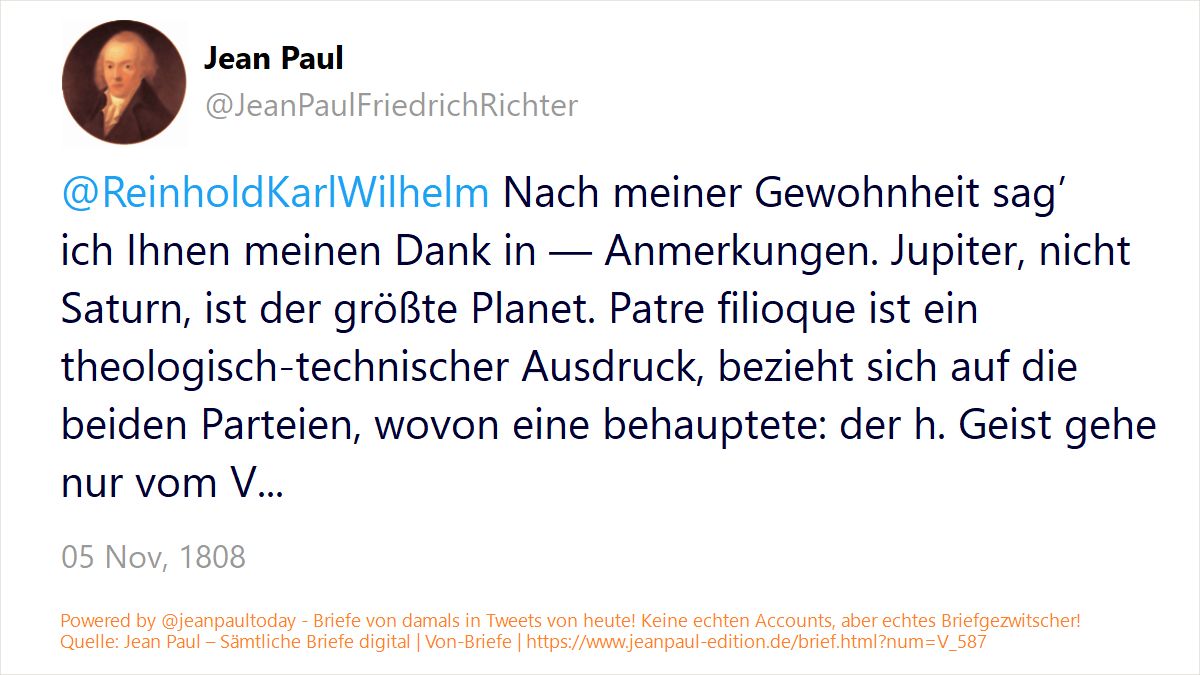 Jean Paul
@JeanPaulFriedrichRichter
@ReinholdKarlWilhelm Nach meiner Gewohnheit sag’
ich Ihnen meinen Dank in — Anmerkungen. Jupiter, nicht
Saturn, ist der größte Planet. Patre filioque ist ein
theologisch-technischer Ausdruck, bezieht sich auf die
beiden Parteien, wovon eine behauptete: der h. Geist gehe
nur vom V...
05 Nov, 1808
Powered by @jeanpaultoday - Briefe von damals in Tweets von heute! Keine echten Accounts, aber echtes Briefgezwitscher!
Quelle: Jean Paul – Sämtliche Briefe digital | Von-Briefe | https://www.jeanpaul-edition.de/brief.html?num=V_587